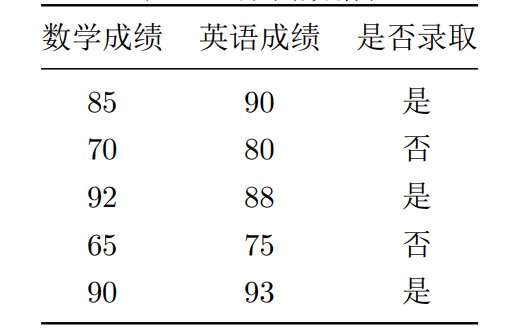 数学成绩 英语成绩 是否录取
85 90 是
70 80 否
92 88 是
65 75 否
90 93 是